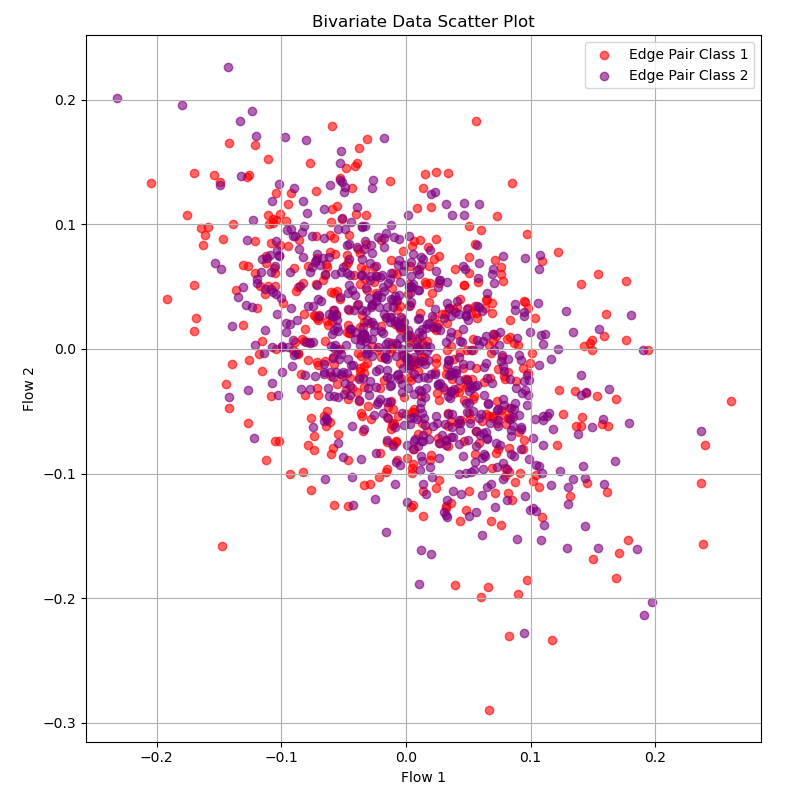 Bivariate Data Scatter Plot
Edge Pair Class 1
Edge Pair Class 2
0.2
0.1
0.0
−0.1
−0.2
−0.3
Flow 2
−0.2
−0.1
0.0
0.1
0.2
Flow 1